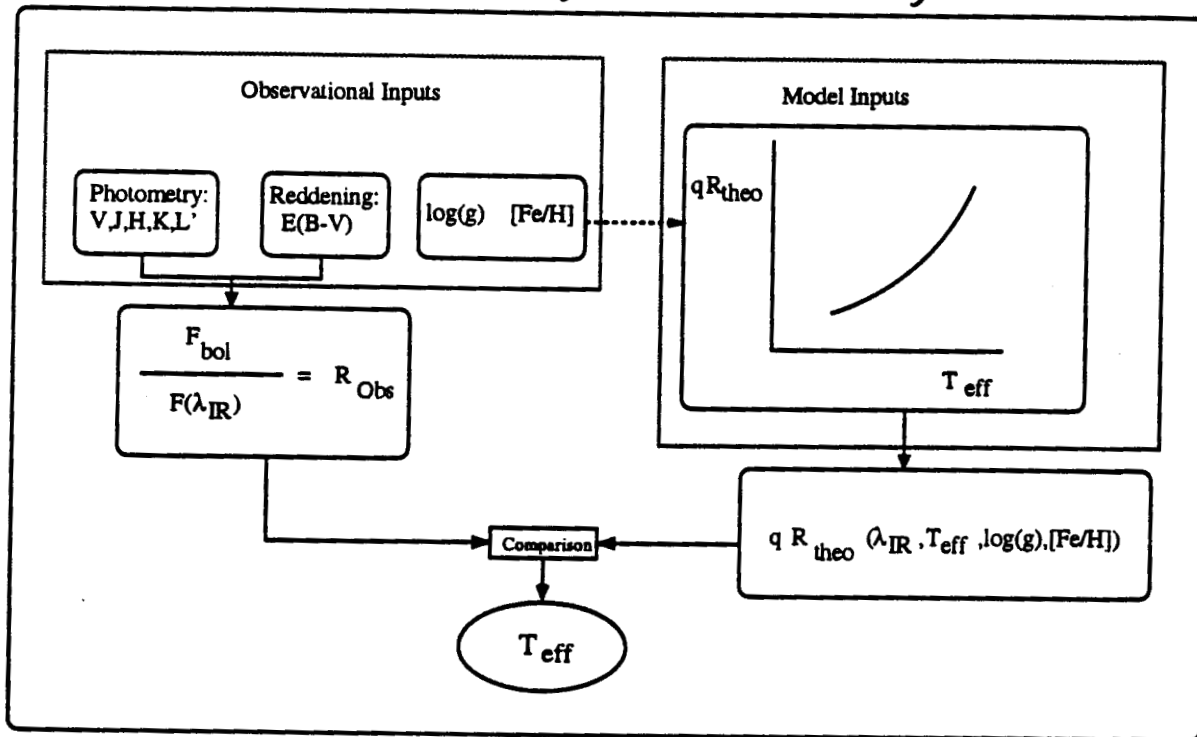 Observational Inputs
Photometry:
V,J,H,K,L'
Reddening:
E(B-V)
log(g) [Fe/H]
Model Inputs
qR_theo
T_eff
F_bol
F(λ_IR)
= R_Obs
Comparison
q R_theo (λ_IR ,T_eff ,log(g),[Fe/H])
T_eff